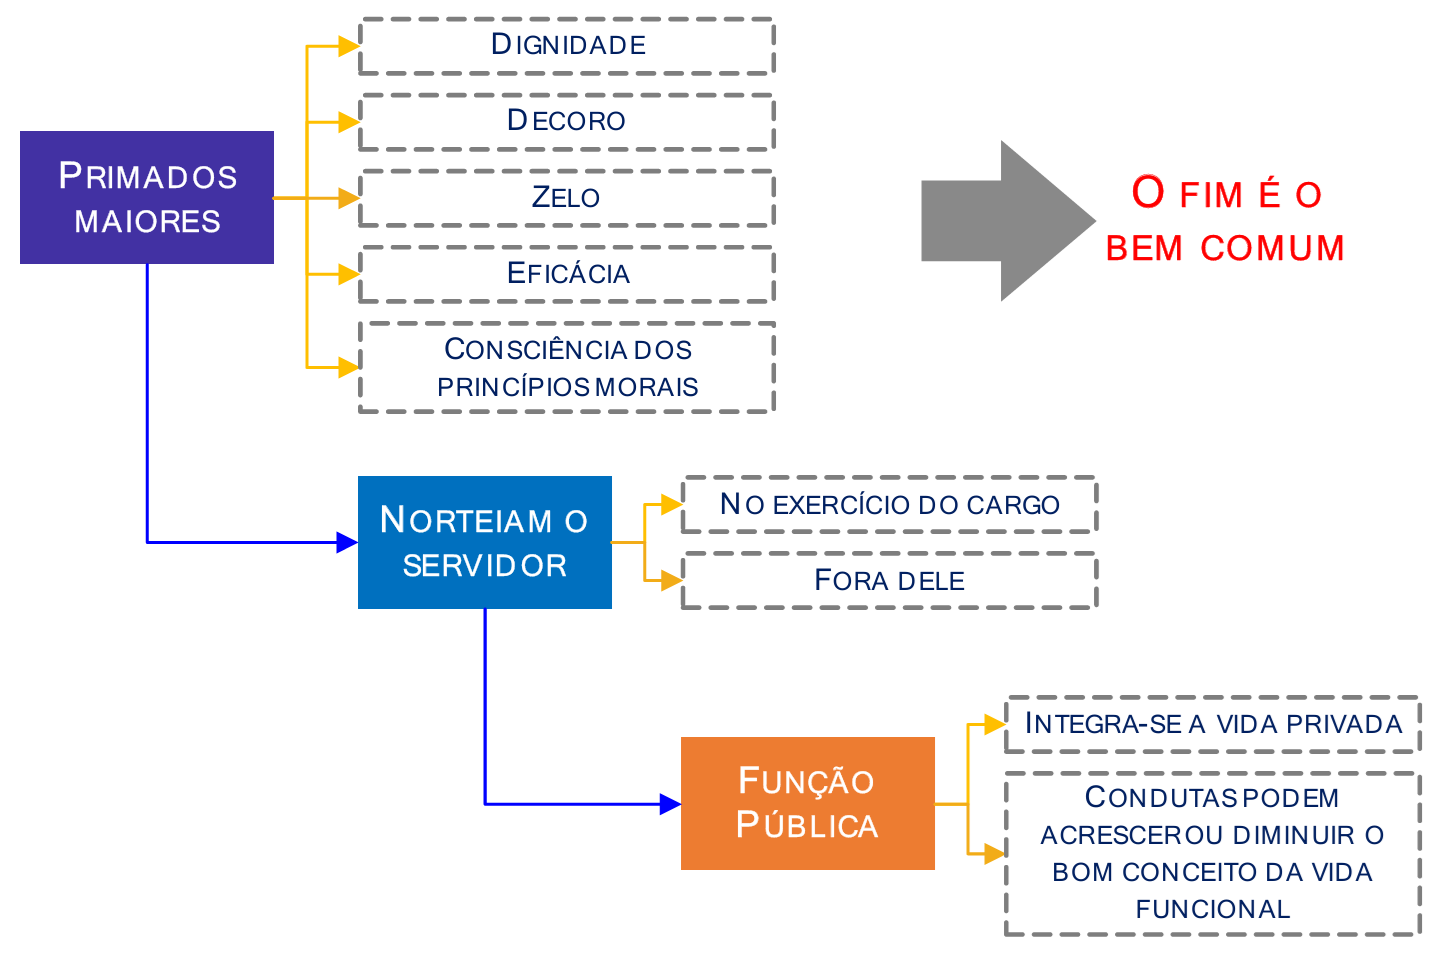 PRIMADOS
MAIORES
DIGNIDADE
DECORO
ZELO
EFICÁCIA
CONSCIÊNCIA DOS
PRINCÍPIOS MORAIS
O FIM É O
BEM COMUM
NORTEIAM O
SERVIDOR
NO EXERCÍCIO DO CARGO
FORA DELE
FUNÇÃO
PÚBLICA
INTEGRA-SE A VIDA PRIVADA
CONDUTAS PODEM
ACRESCER OU DIMINUIR O
BOM CONCEITO DA VIDA
FUNCIONAL